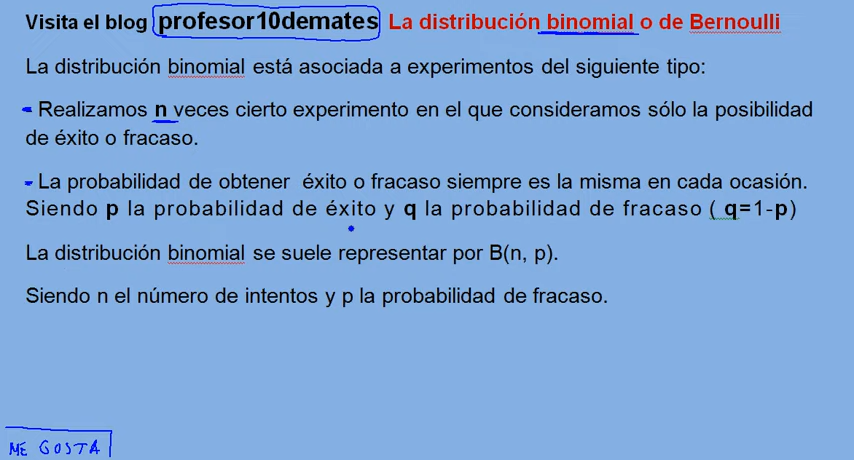 Visita el blog profesor10demates La distribución binomial o de Bernoulli
La distribución binomial está asociada a experimentos del siguiente tipo:
- Realizamos n veces cierto experimento en el que consideramos sólo la posibilidad
de éxito o fracaso.
- La probabilidad de obtener éxito o fracaso siempre es la misma en cada ocasión.
Siendo p la probabilidad de éxito y q la probabilidad de fracaso ( q=1-p)
La distribución binomial se suele representar por B(n, p).
Siendo n el número de intentos y p la probabilidad de fracaso.
ME GOSTA